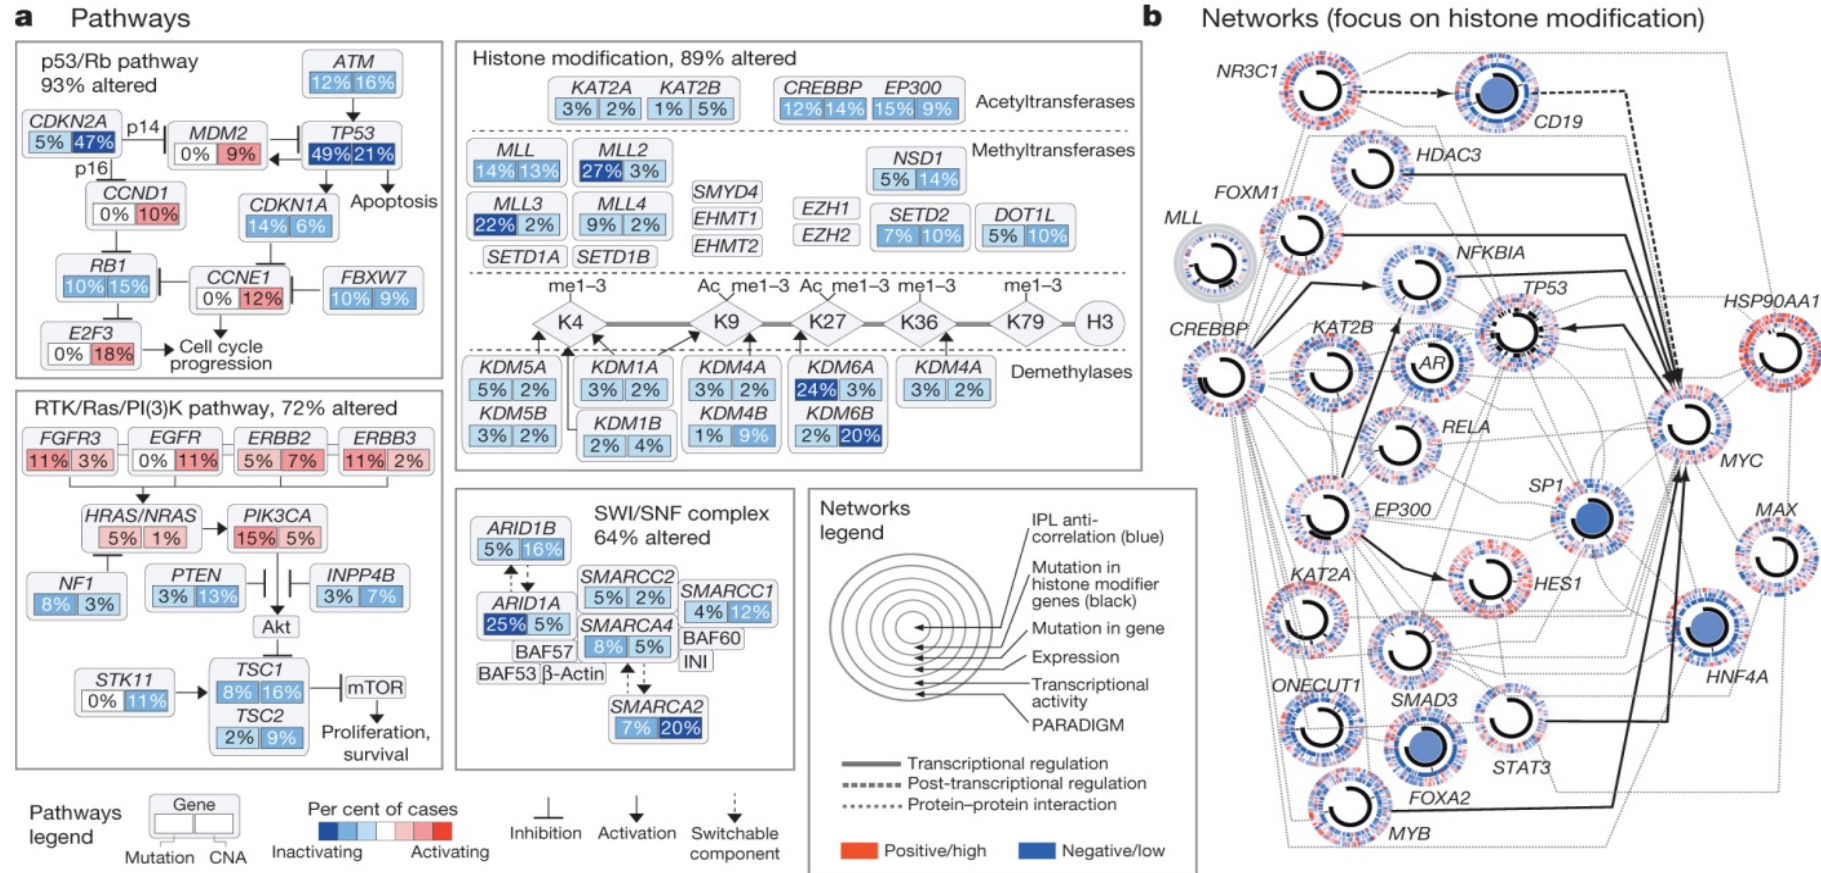 a Pathways
p53/Rb pathway
93% altered
ATM
12% 16%
CDKN2A
5% 47%
p14
p16
MDM2
0% 9%
TP53
49% 21%
CCND1
0% 10%
CDKN1A
14% 6%
Apoptosis
RB1
10% 15%
CCNE1
0% 12%
FBXW7
10% 9%
E2F3
0% 18%
Cell cycle
progression
RTK/Ras/PI(3)K pathway, 72% altered
FGFR3
11% 3%
EGFR
0% 11%
ERBB2
5% 7%
ERBB3
11% 2%
HRAS/NRAS
5% 1%
PIK3CA
15% 5%
NF1
8% 3%
PTEN
3% 13%
INPP4B
3% 7%
Akt
STK11
0% 11%
TSC1
8% 16%
TSC2
2% 9%
mTOR
Proliferation,
survival
Histone modification, 89% altered
KAT2A
3% 2%
KAT2B
1% 5%
CREBBP
12% 14%
EP300
15% 9%
Acetyltransferases
Methyltransferases
MLL
14% 13%
MLL2
27% 3%
NSD1
5% 14%
MLL3
22% 2%
MLL4
9% 2%
SMYD4
EHMT1
EHMT2
EZH1
EZH2
SETD2
7% 10%
DOT1L
5% 10%
SETD1A
SETD1B
me1–3
Ac me1–3
Ac me1–3
me1–3
me1–3
K4
K9
K27
K36
K79
H3
Demethylases
KDM5A
5% 2%
KDM5B
3% 2%
KDM1A
3% 2%
KDM1B
2% 4%
KDM4A
3% 2%
KDM4B
1% 9%
KDM6A
24% 3%
KDM6B
2% 20%
KDM4A
3% 2%
SWI/SNF complex
64% altered
ARID1B
5% 16%
ARID1A
25% 5%
SMARCC2
5% 2%
SMARCA4
8% 5%
SMARCC1
4% 12%
BAF57
BAF60
BAF53
β-Actin
INI
SMARCA2
7% 20%
Networks
legend
IPL anti-
correlation (blue)
Mutation in
histone modifier
genes (black)
Mutation in gene
Expression
Transcriptional
activity
PARADIGM
Transcriptional regulation
Post-transcriptional regulation
Protein–protein interaction
Positive/high
Negative/low
Pathways
legend
Gene
Mutation
CNA
Per cent of cases
Inactivating
Activating
Inhibition
Activation
Switchable
component
b Networks (focus on histone modification)
NR3C1
CD19
HDAC3
FOXM1
MLL
NFKBIA
TP53
HSP90AA1
CREBBP
KAT2B
AR
RELA
MYC
SP1
EP300
MAX
KAT2A
HES1
HNF4A
ONECUT1
SMAD3
STAT3
FOXA2
MYB